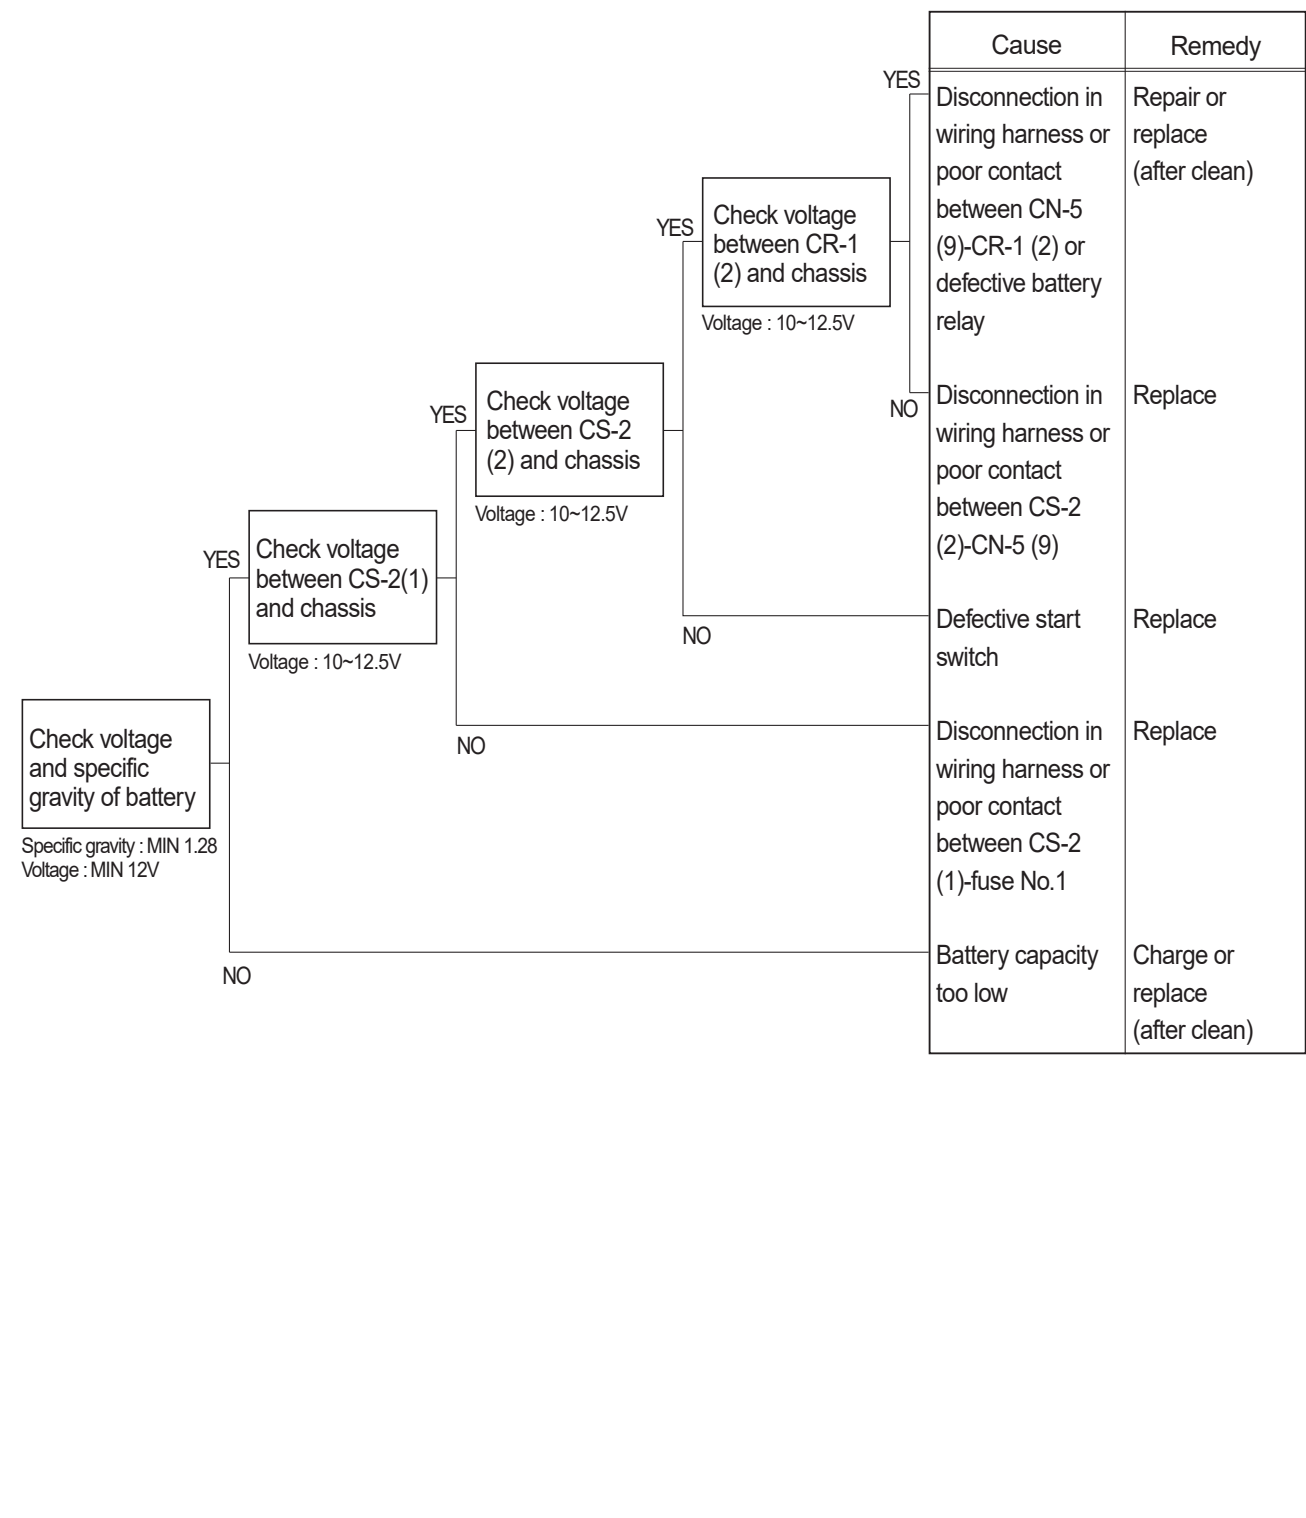 Cause
Remedy
YES
Disconnection in
wiring harness or
poor contact
between CN-5
(9)-CR-1 (2) or
defective battery
relay
Repair or
replace
(after clean)
YES
Check voltage
between CR-1
(2) and chassis
Voltage : 10~12.5V
NO
Disconnection in
wiring harness or
poor contact
between CS-2
(2)-CN-5 (9)
Replace
YES
Check voltage
between CS-2
(2) and chassis
Voltage : 10~12.5V
NO
Defective start
switch
Replace
YES
Check voltage
between CS-2(1)
and chassis
Voltage : 10~12.5V
NO
Disconnection in
wiring harness or
poor contact
between CS-2
(1)-fuse No.1
Replace
Check voltage
and specific
gravity of battery
Specific gravity : MIN 1.28
Voltage : MIN 12V
NO
Battery capacity
too low
Charge or
replace
(after clean)